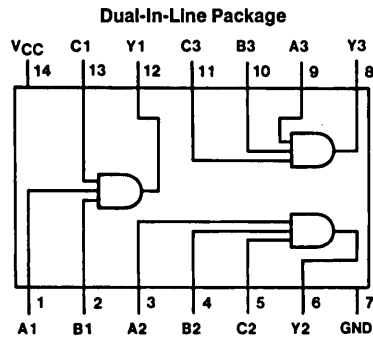 Dual-In-Line Package
VCC C1 Y1 C3 B3 A3 Y3
14 13 12 11 10 9 8
1 2 3 4 5 6 7
A1 B1 A2 B2 C2 Y2 GND